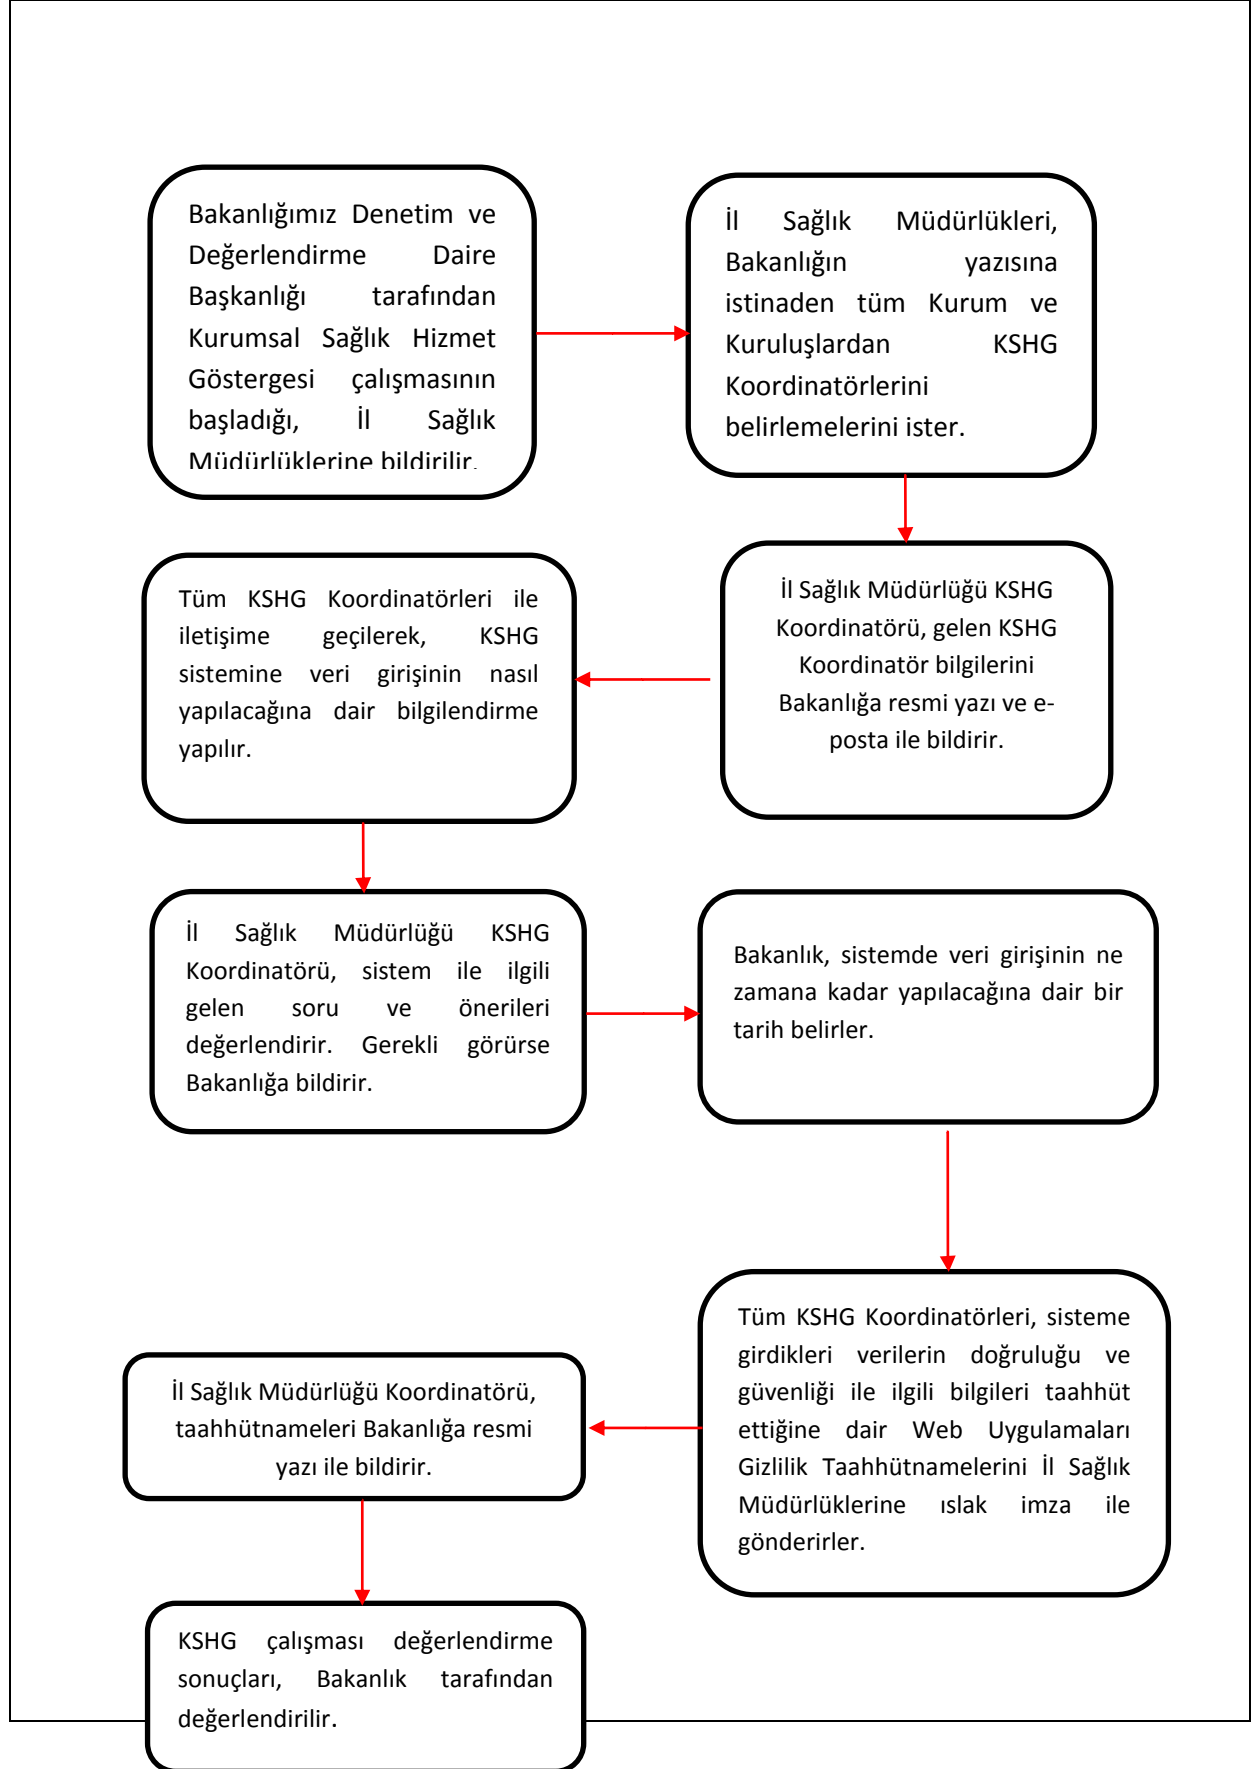 Bakanlığımız Denetim ve
Değerlendirme Daire
Başkanlığı tarafından
Kurumsal Sağlık Hizmet
Göstergesi çalışmasının
başladığı, İl Sağlık
Müdürlüklerine bildirilir.
İl Sağlık Müdürlükleri,
Bakanlığın yazısına
istinaden tüm Kurum ve
Kuruluşlardan KSHG
Koordinatörlerini
belirlemelerini ister.
İl Sağlık Müdürlüğü KSHG
Koordinatörü, gelen KSHG
Koordinatör bilgilerini
Bakanlığa resmi yazı ve e-
posta ile bildirir.
Tüm KSHG Koordinatörleri ile
iletişime geçilerek, KSHG
sistemine veri girişinin nasıl
yapılacağına dair bilgilendirme
yapılır.
İl Sağlık Müdürlüğü KSHG
Koordinatörü, sistem ile ilgili
gelen soru ve önerileri
değerlendirir. Gerekli görürse
Bakanlığa bildirir.
Bakanlık, sistemde veri girişinin ne
zamana kadar yapılacağına dair bir
tarih belirler.
Tüm KSHG Koordinatörleri, sisteme
girdikleri verilerin doğruluğu ve
güvenliği ile ilgili bilgileri taahhüt
ettiğine dair Web Uygulamaları
Gizlilik Taahhütnamelerini İl Sağlık
Müdürlüklerine ıslak imza ile
gönderirler.
İl Sağlık Müdürlüğü Koordinatörü,
taahhütnameleri Bakanlığa resmi
yazı ile bildirir.
KSHG çalışması değerlendirme
sonuçları, Bakanlık tarafından
değerlendirilir.